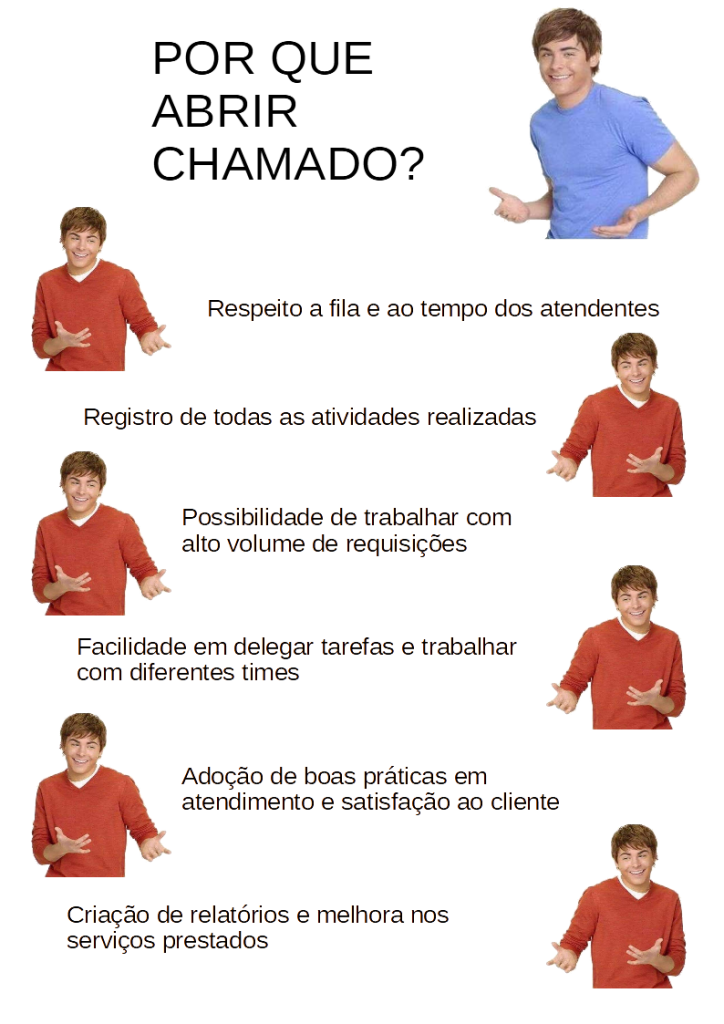 POR QUE
ABRIR
CHAMADO?
Respeito a fila e ao tempo dos atendentes
Registro de todas as atividades realizadas
Possibilidade de trabalhar com
alto volume de requisições
Facilidade em delegar tarefas e trabalhar
com diferentes times
Adoção de boas práticas em
atendimento e satisfação ao cliente
Criação de relatórios e melhora nos
serviços prestados